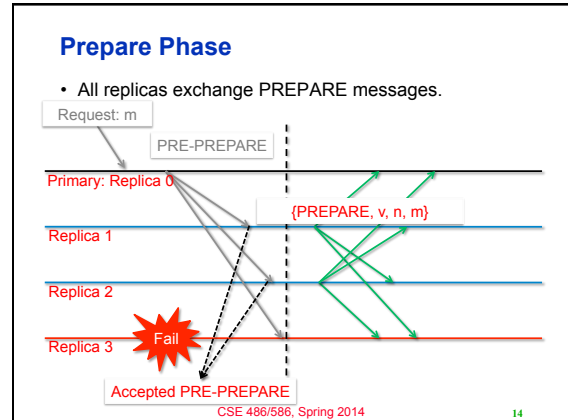 Prepare Phase
• All replicas exchange PREPARE messages.
Request: m
PRE-PREPARE
Primary: Replica 0
{PREPARE, v, n, m}
Replica 1
Replica 2
Fail
Replica 3
Accepted PRE-PREPARE
CSE 486/586, Spring 2014
14